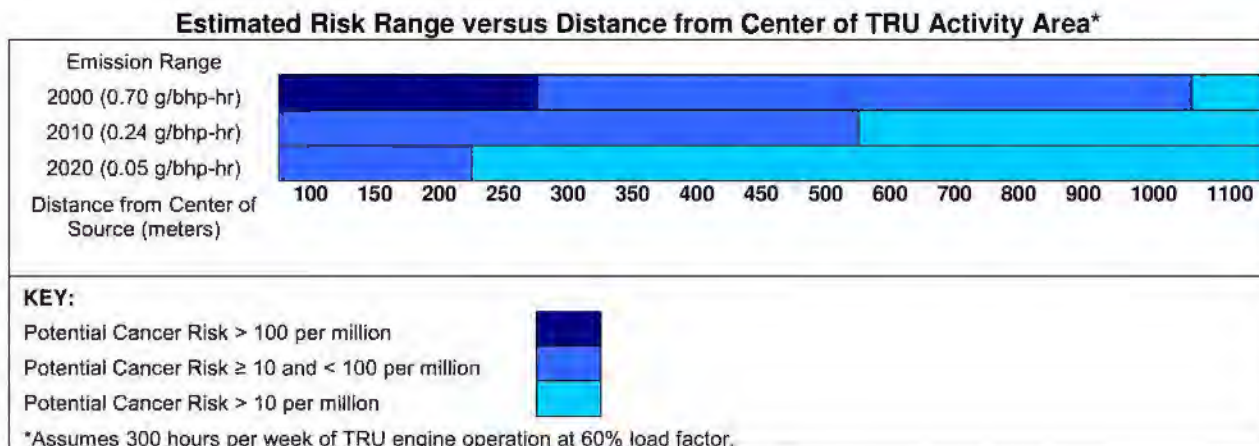 Estimated Risk Range versus Distance from Center of TRU Activity Area*
Emission Range
2000 (0.70 g/bhp-hr)
2010 (0.24 g/bhp-hr)
2020 (0.05 g/bhp-hr)
100 150 200 250 300 350 400 450 500 600 700 800 900 1000 1100
Distance from Center of
Source (meters)
KEY:
Potential Cancer Risk > 100 per million
Potential Cancer Risk ≥ 10 and < 100 per million
Potential Cancer Risk > 10 per million
*Assumes 300 hours per week of TRU engine operation at 60% load factor.